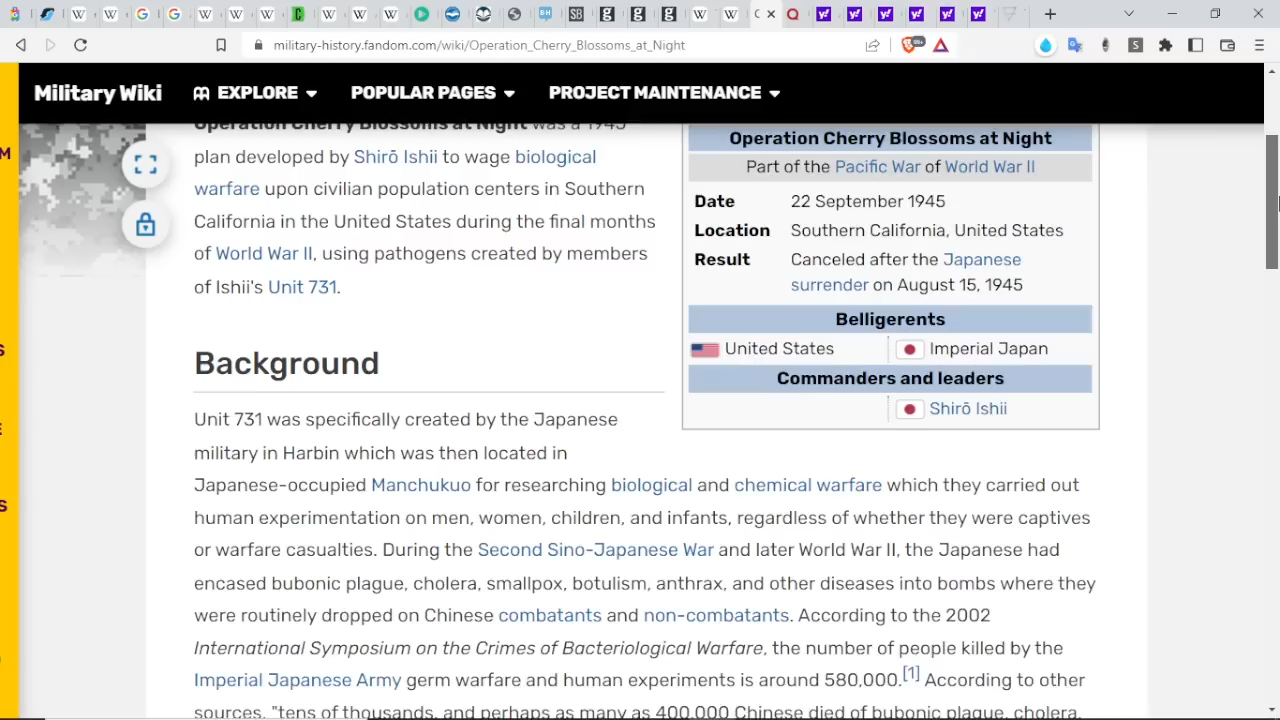 military-history.fandom.com/wiki/Operation_Cherry_Blossoms_at_Night
99+
Military Wiki
EXPLORE
POPULAR PAGES
PROJECT MAINTENANCE
Operation Cherry Blossoms at Night was a 1945
plan developed by Shirō Ishii to wage biological
warfare upon civilian population centers in Southern
California in the United States during the final months
of World War II, using pathogens created by members
of Ishii's Unit 731.
Operation Cherry Blossoms at Night
Part of the Pacific War of World War II
Date 22 September 1945
Location Southern California, United States
Result Canceled after the Japanese
surrender on August 15, 1945
Belligerents
United States Imperial Japan
Commanders and leaders
Shirō Ishii
Background
Unit 731 was specifically created by the Japanese
military in Harbin which was then located in
Japanese-occupied Manchukuo for researching biological and chemical warfare which they carried out
human experimentation on men, women, children, and infants, regardless of whether they were captives
or warfare casualties. During the Second Sino-Japanese War and later World War II, the Japanese had
encased bubonic plague, cholera, smallpox, botulism, anthrax, and other diseases into bombs where they
were routinely dropped on Chinese combatants and non-combatants. According to the 2002
International Symposium on the Crimes of Bacteriological Warfare, the number of people killed by the
Imperial Japanese Army germ warfare and human experiments is around 580,000.[1] According to other
sources, "tens of thousands, and perhaps as many as 400,000 Chinese died of bubonic plague, cholera,